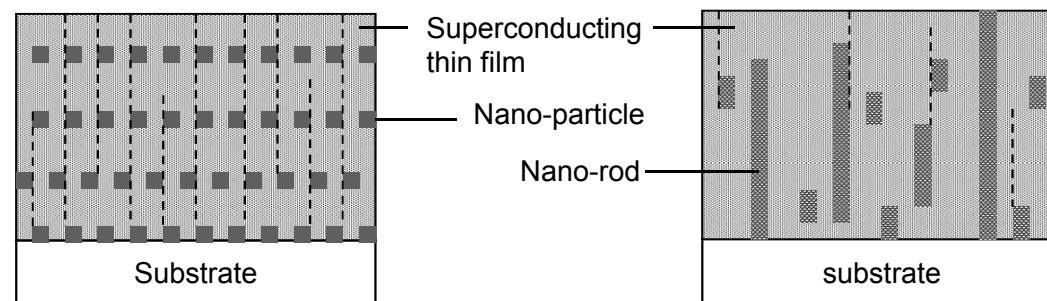 Superconducting
thin film
Nano-particle
Nano-rod
Substrate
substrate